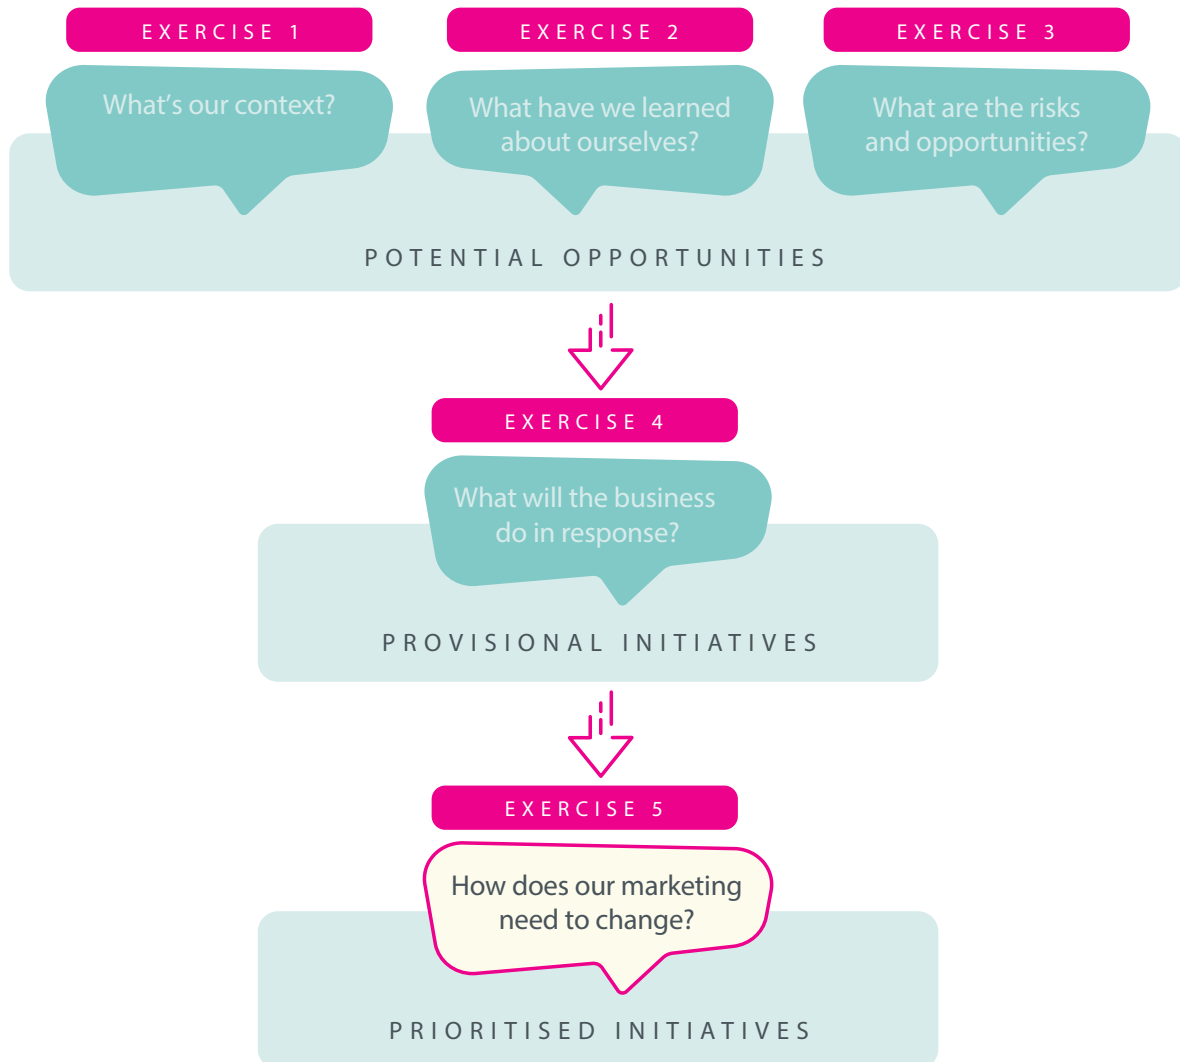 EXERCISE 1
EXERCISE 2
EXERCISE 3
What's our context?
What have we learned
about ourselves?
What are the risks
and opportunities?
POTENTIAL OPPORTUNITIES
EXERCISE 4
What will the business
do in response?
PROVISIONAL INITIATIVES
EXERCISE 5
How does our marketing
need to change?
PRIORITISED INITIATIVES